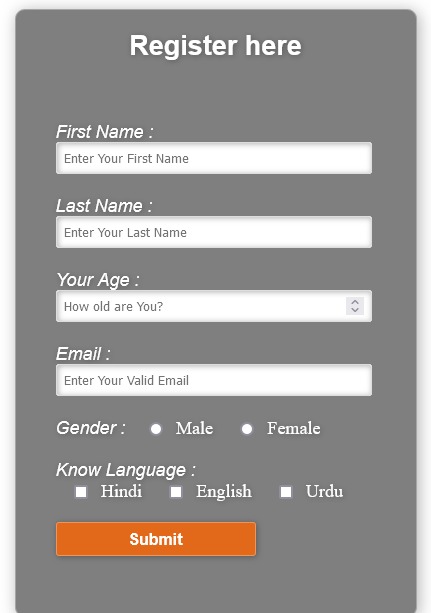 Register here
First Name :
Enter Your First Name
Last Name :
Enter Your Last Name
Your Age :
How old are You?
Email :
Enter Your Valid Email
Gender : Male Female
Know Language :
Hindi English Urdu
Submit